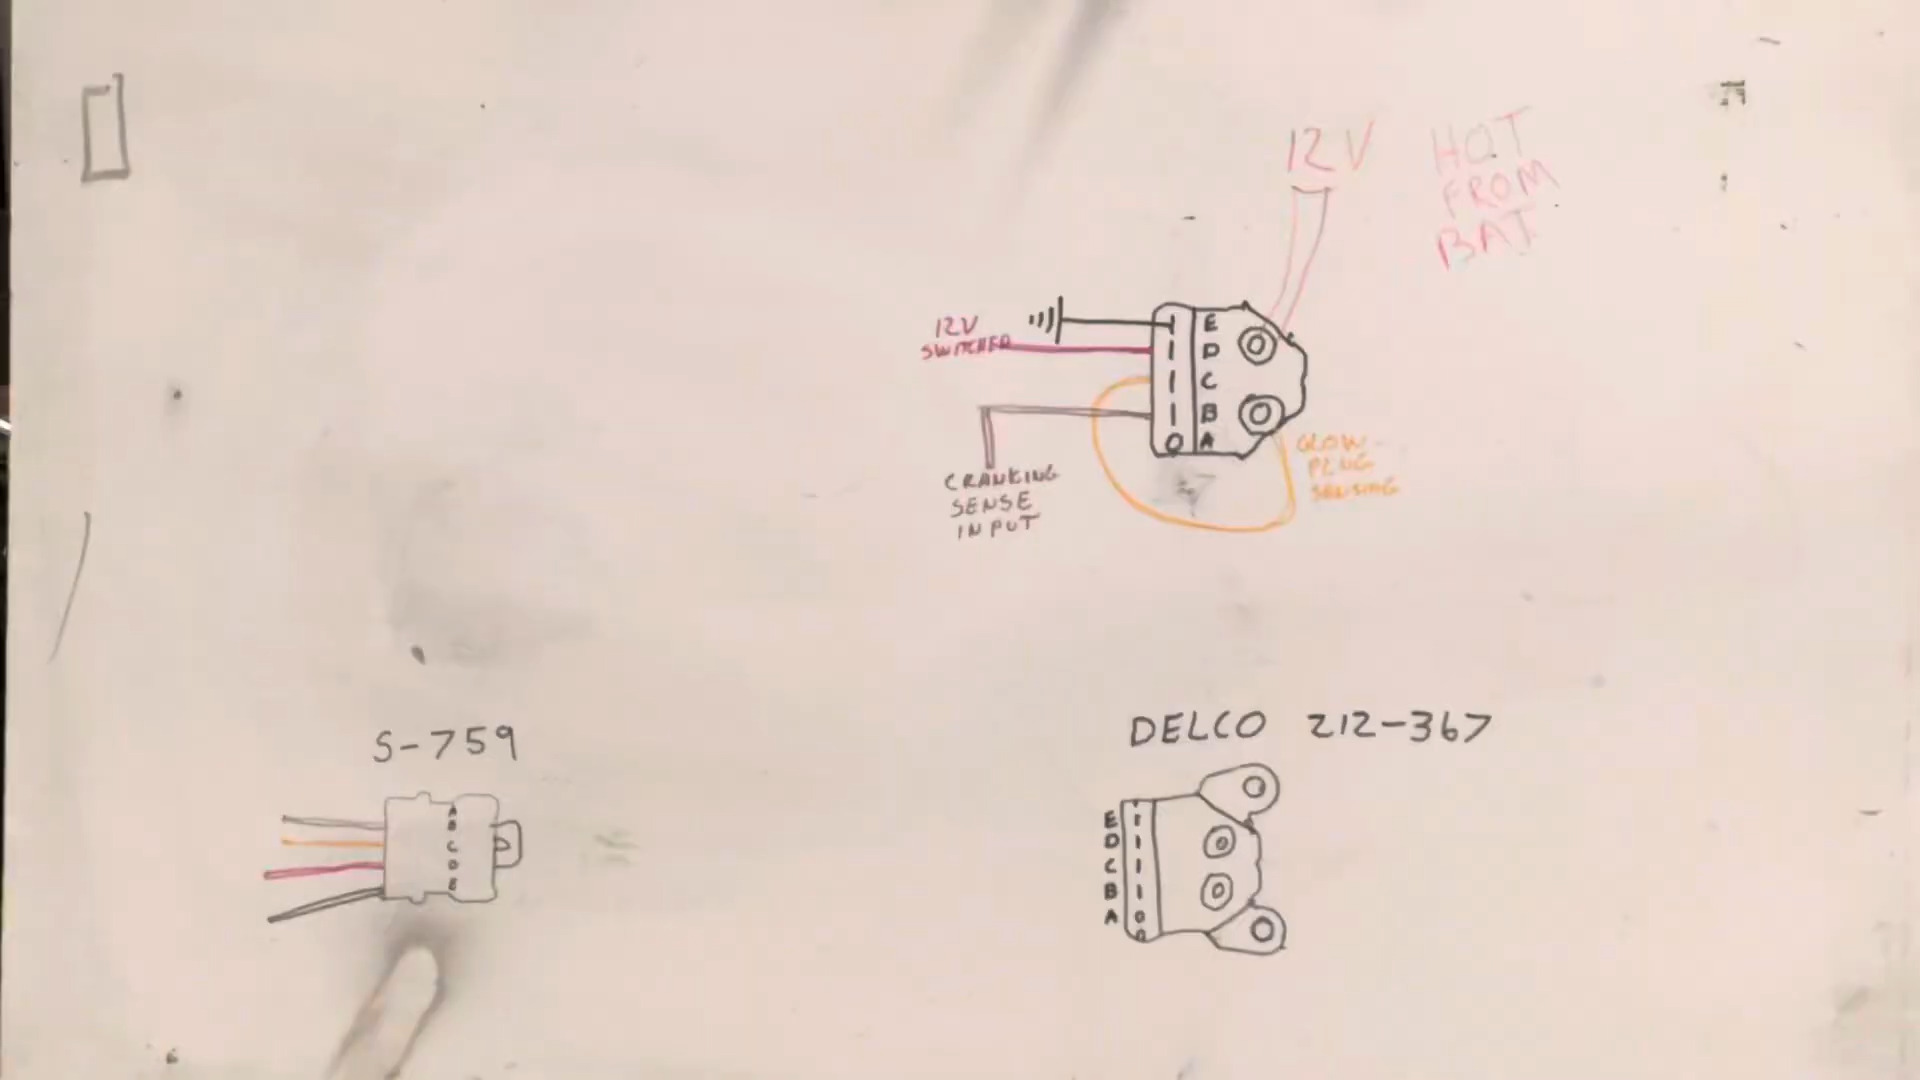 12V HOT
FROM
BAT
12V
SWITCHED
E
D
C
B
A
CRANKING
SENSE
INPUT
GLOW
PLUG
SENSING
S-759
A
B
C
D
E
DELCO 212-367
E
D
C
B
A